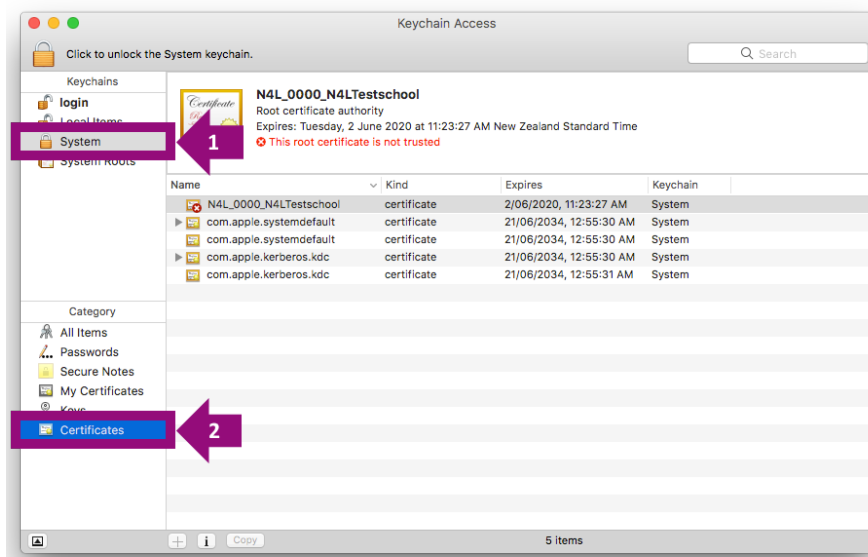 Keychain Access
Click to unlock the System keychain.
Search
Keychains
login
Local Items
System
System Roots
1
Certificate
N4L_0000_N4LTestschool
Root certificate authority
Expires: Tuesday, 2 June 2020 at 11:23:27 AM New Zealand Standard Time
This root certificate is not trusted
Name Kind Expires Keychain
N4L_0000_N4LTestschool certificate 2/06/2020, 11:23:27 AM System
com.apple.systemdefault certificate 21/06/2034, 12:55:30 AM System
com.apple.systemdefault certificate 21/06/2034, 12:55:30 AM System
com.apple.kerberos.kdc certificate 21/06/2034, 12:55:30 AM System
com.apple.kerberos.kdc certificate 21/06/2034, 12:55:31 AM System
Category
All Items
Passwords
Secure Notes
My Certificates
Keys
Certificates
2
Copy
5 items